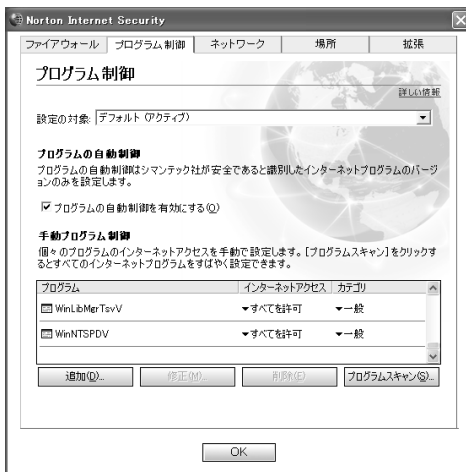 Norton Internet Security
ファイアウォール プログラム制御 ネットワーク 場所 拡張
プログラム制御
詳しい情報
設定の対象: デフォルト (アクティブ)
プログラムの自動制御
プログラムの自動制御はシマンテック社が安全であると識別したインターネットプログラムのバージ
ョンのみを設定します。
プログラムの自動制御を有効にする(O)
手動プログラム制御
個々のプログラムのインターネットアクセスを手動で設定します。[プログラムスキャン]をクリックす
るとすべてのインターネットプログラムをすばやく設定できます。
プログラム インターネットアクセス カテゴリ
WinLibMgrTsvV すべてを許可 一般
WinNTSPDV すべてを許可 一般
追加(D)... 修正(M)... 削除(E) プログラムスキャン(S)...
OK